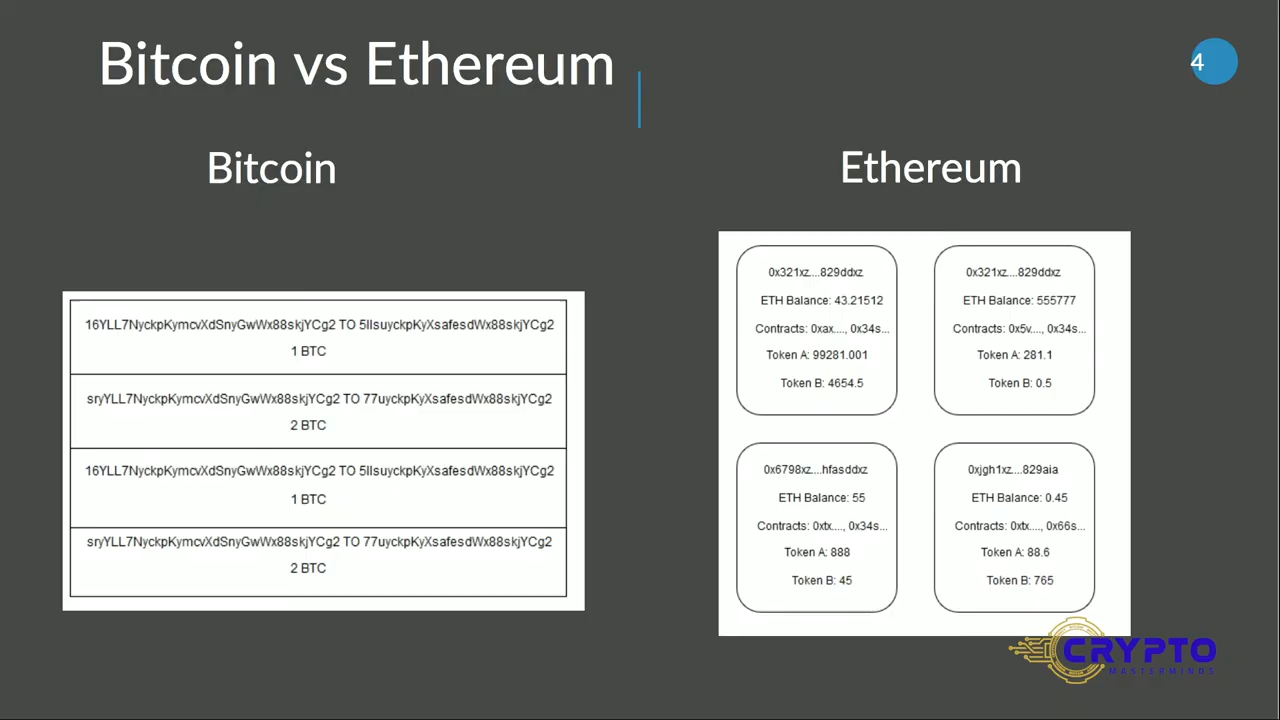 Bitcoin vs Ethereum
4
Bitcoin
16YLL7NyckpKymcvXdSnyGwWx88skjYCg2 TO 5IlsuyckpKyXsafesdWx88skjYCg2
1 BTC
sryYLL7NyckpKymcvXdSnyGwWx88skjYCg2 TO 77uyckpKyXsafesdWx88skjYCg2
2 BTC
16YLL7NyckpKymcvXdSnyGwWx88skjYCg2 TO 5IlsuyckpKyXsafesdWx88skjYCg2
1 BTC
sryYLL7NyckpKymcvXdSnyGwWx88skjYCg2 TO 77uyckpKyXsafesdWx88skjYCg2
2 BTC
Ethereum
0x321xz....829ddxz
ETH Balance: 43.21512
Contracts: 0xax...., 0x34s...
Token A: 99281.001
Token B: 4654.5
0x321xz....829ddxz
ETH Balance: 555777
Contracts: 0x5v...., 0x34s...
Token A: 281.1
Token B: 0.5
0x6798xz....hfasddxz
ETH Balance: 55
Contracts: 0xtx...., 0x34s...
Token A: 888
Token B: 45
0xjgh1xz....829aia
ETH Balance: 0.45
Contracts: 0xtx...., 0x66s...
Token A: 88.6
Token B: 765
CRYPTO
MASTERMINDS